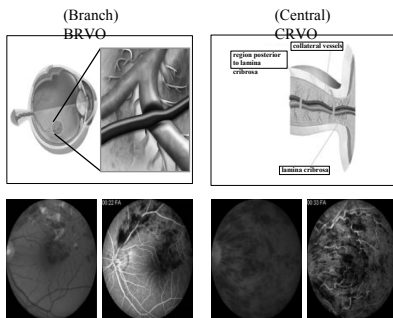 (Branch)
BRVO
(Central)
CRVO
collateral vessels
region posterior
to lamina
cribrosa
lamina cribrosa
00:22 FA
00:33 FA